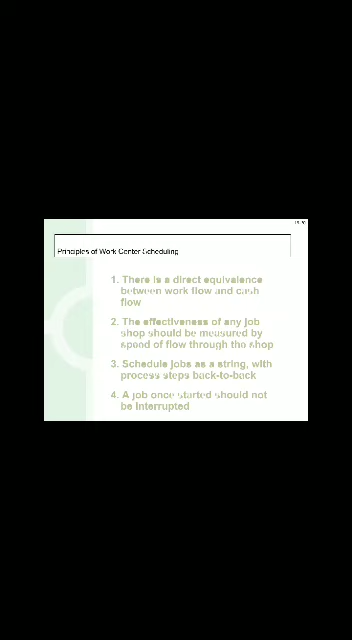 Principles of Work Center Scheduling
1. There is a direct equivalence
between work flow and cash
flow
2. The effectiveness of any job
shop should be measured by
speed of flow through the shop
3. Schedule jobs as a string, with
process steps back-to-back
4. A job once started should not
be interrupted